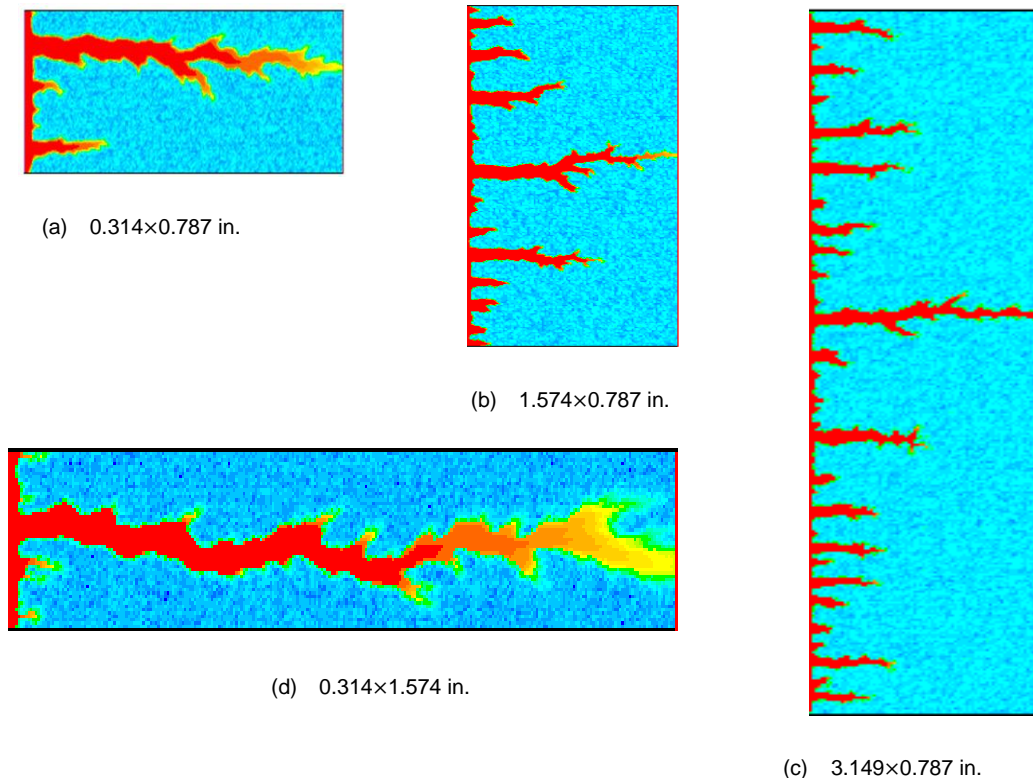 (a) 0.314×0.787 in.
(b) 1.574×0.787 in.
(d) 0.314×1.574 in.
(c) 3.149×0.787 in.